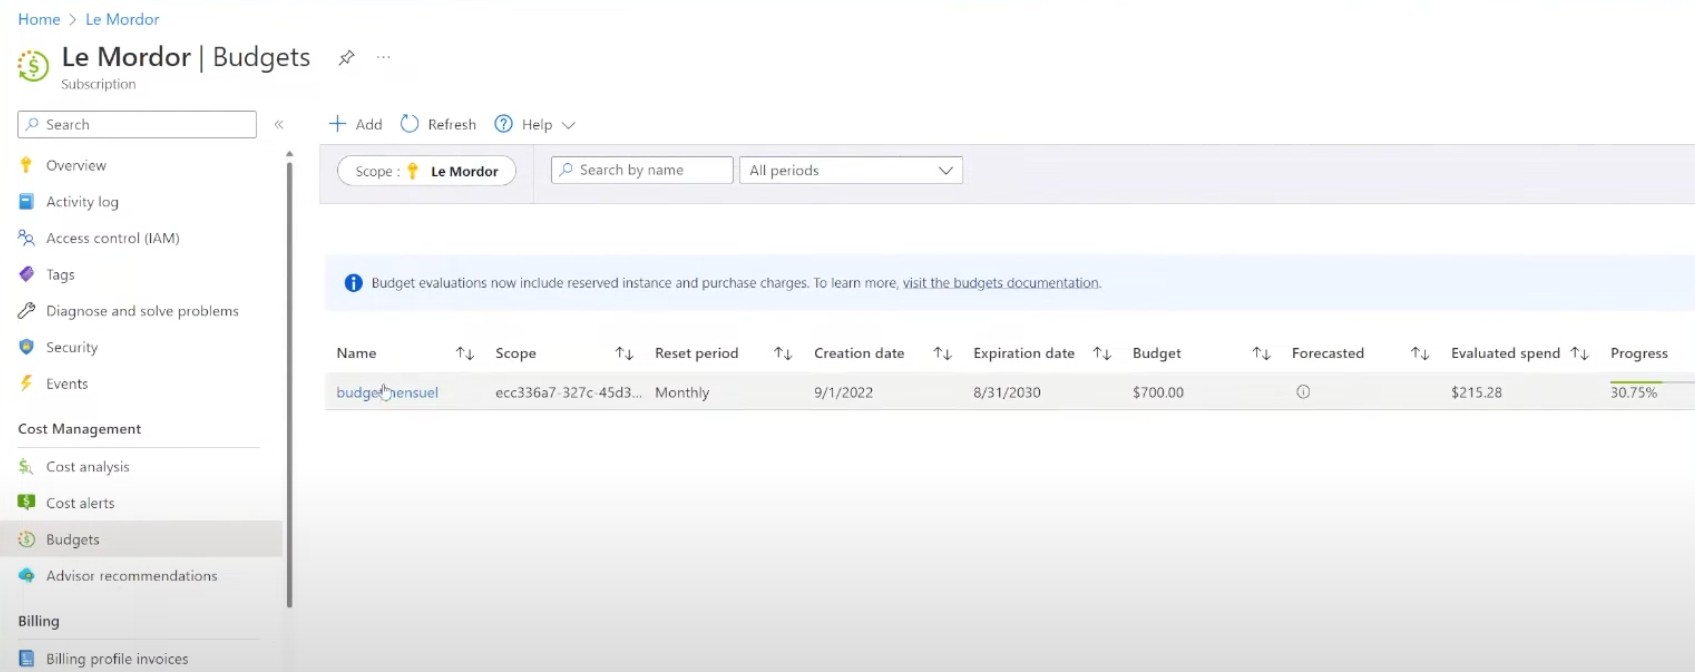 Home > Le Mordor
Le Mordor | Budgets
Subscription
Search
+ Add Refresh Help
Scope : Le Mordor Search by name All periods
Overview
Activity log
Access control (IAM)
Tags
Diagnose and solve problems
Security
Events
Cost Management
Cost analysis
Cost alerts
Budgets
Advisor recommendations
Billing
Billing profile invoices
Budget evaluations now include reserved instance and purchase charges. To learn more, visit the budgets documentation.
Name Scope Reset period Creation date Expiration date Budget Forecasted Evaluated spend Progress
ecc336a7-327c-45d3... Monthly 9/1/2022 8/31/2030 $700.00 $215.28 30.75%